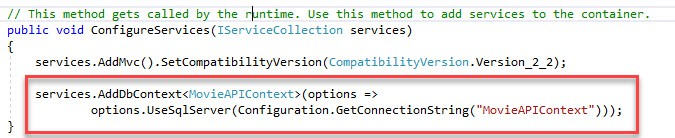 // This method gets called by the runtime. Use this method to add services to the container.
public void ConfigureServices(IServiceCollection services)
{
services.AddMvc().SetCompatibilityVersion(CompatibilityVersion.Version_2_2);
services.AddDbContext<MovieAPIContext>(options =>
options.UseSqlServer(Configuration.GetConnectionString("MovieAPIContext")));
}